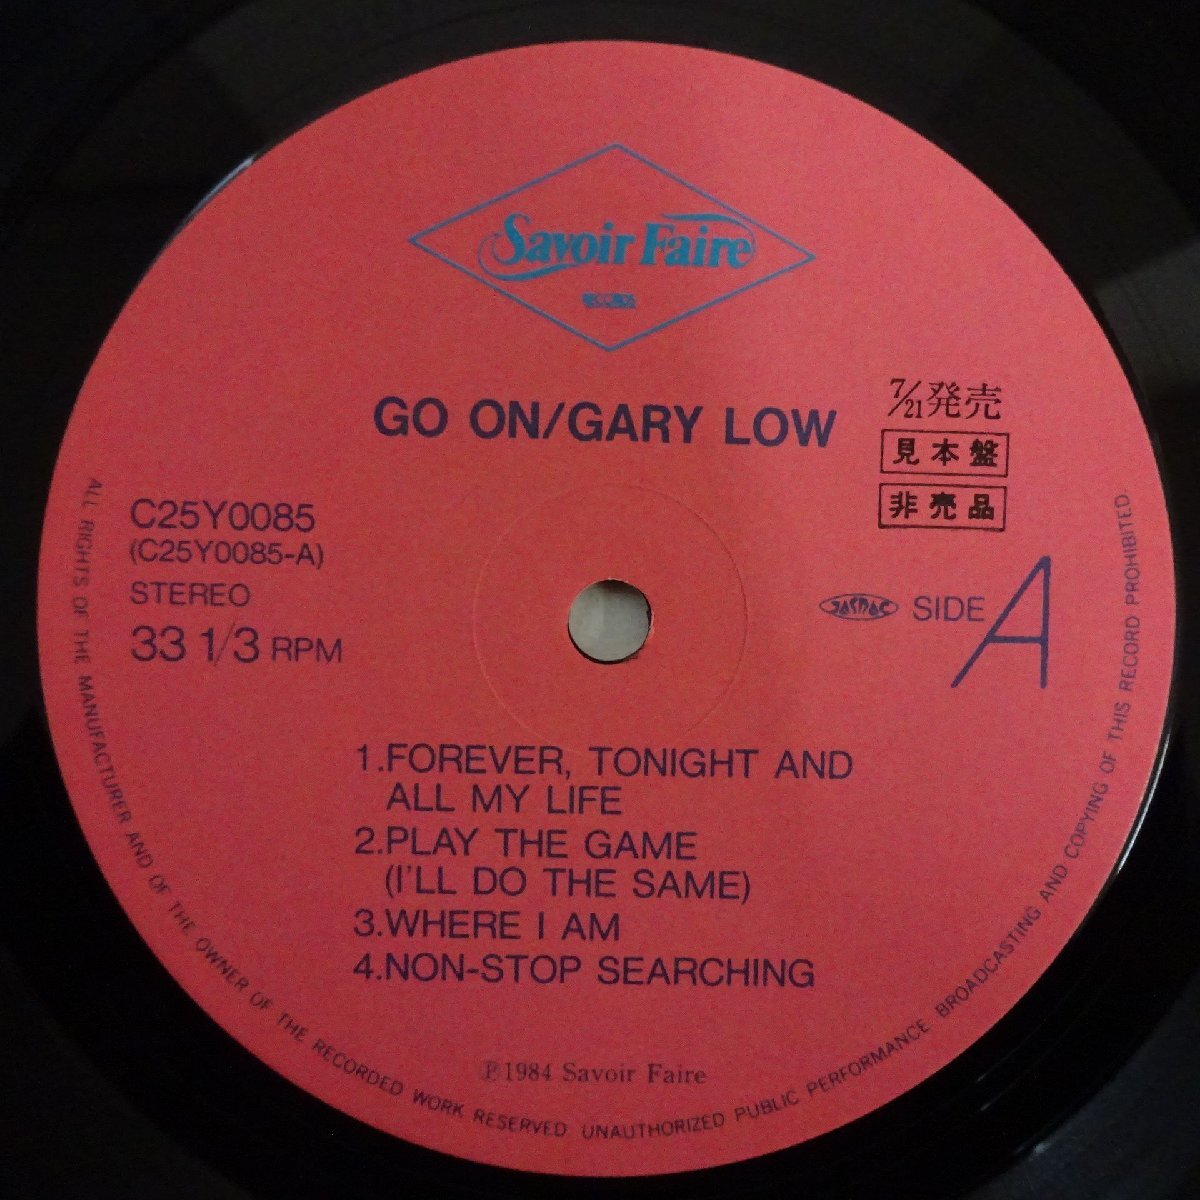 Savoir Faire
RECORDS
GO ON/GARY LOW
7/21発売
見本盤
非売品
C25Y0085
(C25Y0085-A)
STEREO
33 1/3 RPM
JASRAC
SIDE A
1.FOREVER, TONIGHT AND
ALL MY LIFE
2.PLAY THE GAME
(I'LL DO THE SAME)
3.WHERE I AM
4.NON-STOP SEARCHING
℗1984 Savoir Faire
ALL RIGHTS OF THE MANUFACTURER AND OF THE OWNER OF THE RECORDED WORK RESERVED UNAUTHORIZED PUBLIC PERFORMANCE BROADCASTING AND COPYING OF THIS RECORD PROHIBITED.